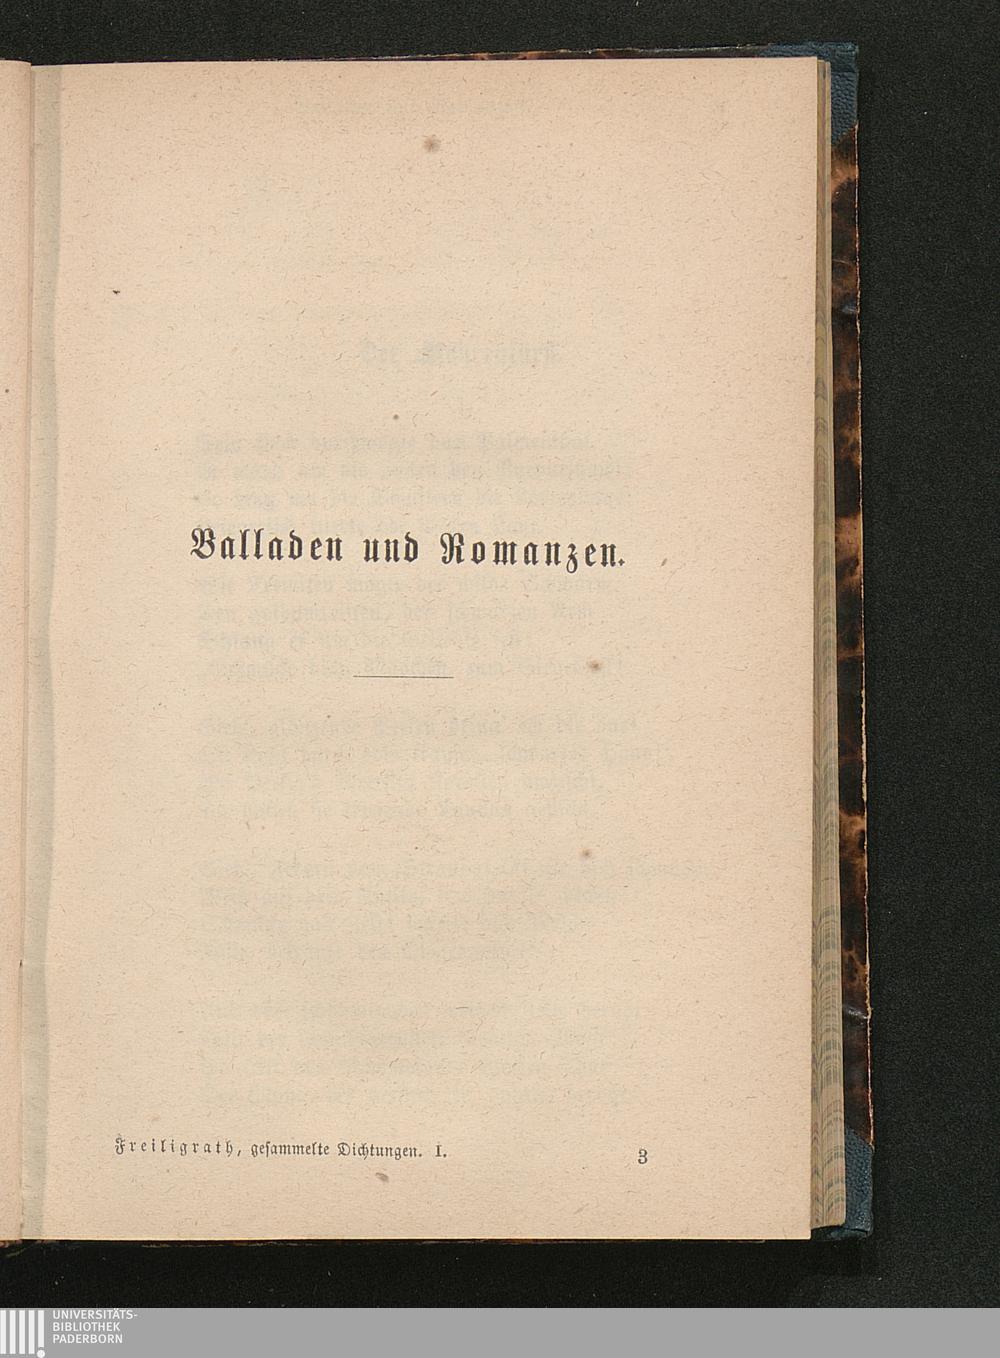 Balladen und Romanzen.
Freiligrath, gesammelte Dichtungen. I.
3
UNIVERSITÄTS-
BIBLIOTHEK
PADERBORN